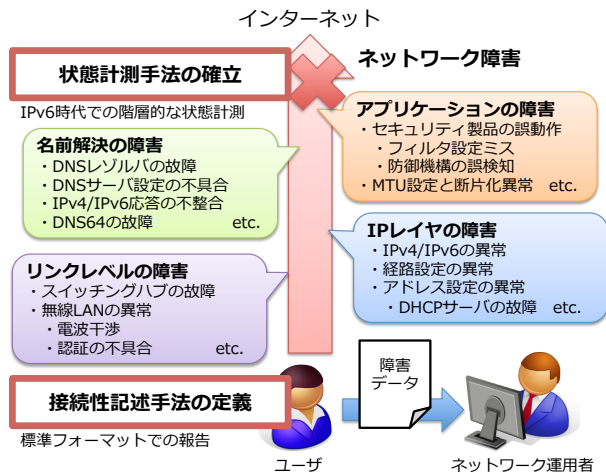 インターネット
状態計測手法の確立
ネットワーク障害
IPv6時代での階層的な状態計測
アプリケーションの障害
・セキュリティ製品の誤動作
・フィルタ設定ミス
・防御機構の誤検知
・MTU設定と断片化異常 etc.
名前解決の障害
・DNSレゾルバの故障
・DNSサーバ設定の不具合
・IPv4/IPv6応答の不整合
・DNS64の故障 etc.
IPレイヤの障害
・IPv4/IPv6の異常
・経路設定の異常
・アドレス設定の異常
・DHCPサーバの故障 etc.
リンクレベルの障害
・スイッチングハブの故障
・無線LANの異常
・電波干渉
・認証の不具合 etc.
接続性記述手法の定義
標準フォーマットでの報告
障害
データ
ユーザ
ネットワーク運用者